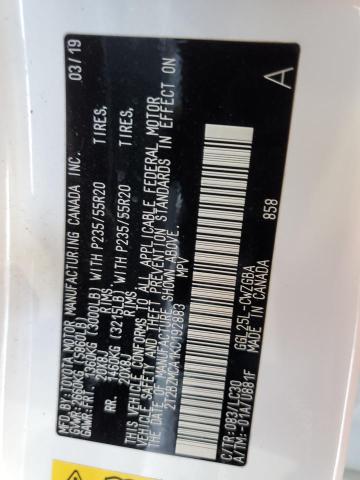 MFD. BY: TOYOTA MOTOR MANUFACTURING CANADA INC. 03/19
GVWR: 2660KG (5860LB)
GAWR: FRT. 1360KG (3000LB) WITH P235/55R20 TIRES,
20X8J RIMS,
RR. 1460KG (3215LB) WITH P235/55R20 TIRES,
20X8J RIMS,
THIS VEHICLE CONFORMS TO ALL APPLICABLE FEDERAL MOTOR
VEHICLE SAFETY AND THEFT PREVENTION STANDARDS IN EFFECT ON
THE DATE OF MANUFACTURE SHOWN ABOVE.
2T2BZMCA1KC192883 MPV
A
C/TR: 083/LC30 GGL25L-CWZGBA
A/TM: -01A/U881F MADE IN CANADA 858